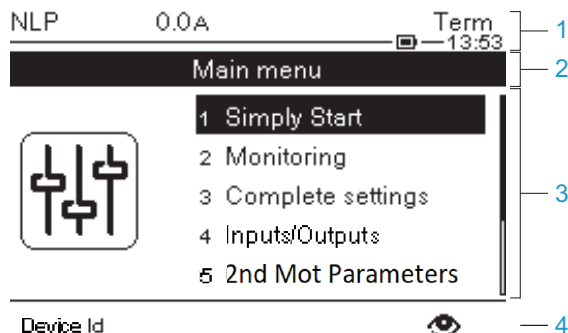 NLP 0.0A Term
13:53 1
Main menu 2
1 Simply Start
2 Monitoring
3 Complete settings 3
4 Inputs/Outputs
5 2nd Mot Parameters
Device Id 4